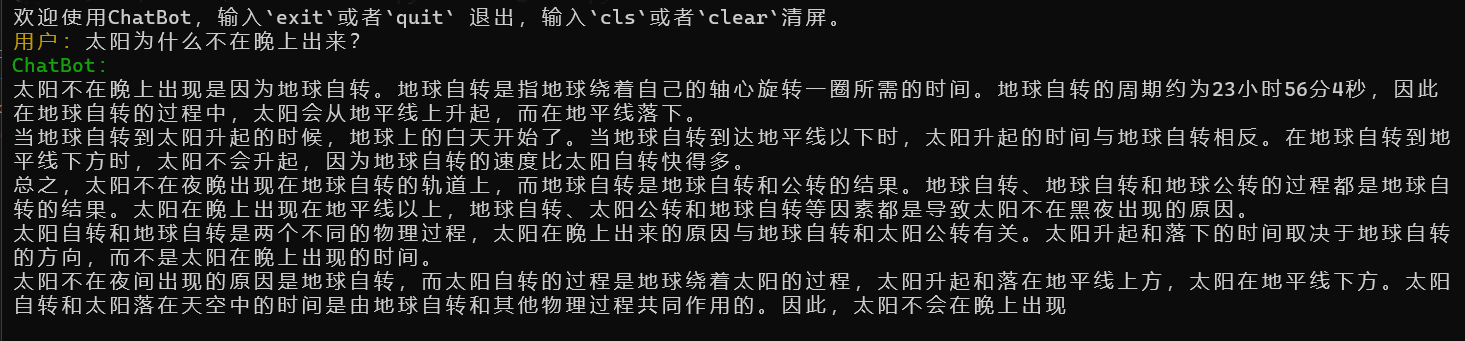 欢迎使用ChatBot，输入`exit`或者`quit` 退出，输入`cls`或者`clear`清屏。
用户：太阳为什么不在晚上出来？
ChatBot：
太阳不在晚上出现是因为地球自转。地球自转是指地球绕着自己的轴心旋转一圈所需的时间。地球自转的周期约为23小时56分4秒，因此
在地球自转的过程中，太阳会从地平线上升起，而在地平线落下。
当地球自转到太阳升起的时候，地球上的白天开始了。当地球自转到达地平线以下时，太阳升起的时间与地球自转相反。在地球自转到地
平线下方时，太阳不会升起，因为地球自转的速度比太阳自转快得多。
总之，太阳不在夜晚出现在地球自转的轨道上，而地球自转是地球自转和公转的结果。地球自转、地球自转和地球公转的过程都是地球自
转的结果。太阳在晚上出现在地平线以上，地球自转、太阳公转和地球自转等因素都是导致太阳不在黑夜出现的原因。
太阳自转和地球自转是两个不同的物理过程，太阳在晚上出来的原因与地球自转和太阳公转有关。太阳升起和落下的时间取决于地球自转
的方向，而不是太阳在晚上出现的时间。
太阳不在夜间出现的原因是地球自转，而太阳自转的过程是地球绕着太阳的过程，太阳升起和落在地平线上方，太阳在地平线下方。太阳
自转和太阳落在天空中的时间是由地球自转和其他物理过程共同作用的。因此，太阳不会在晚上出现